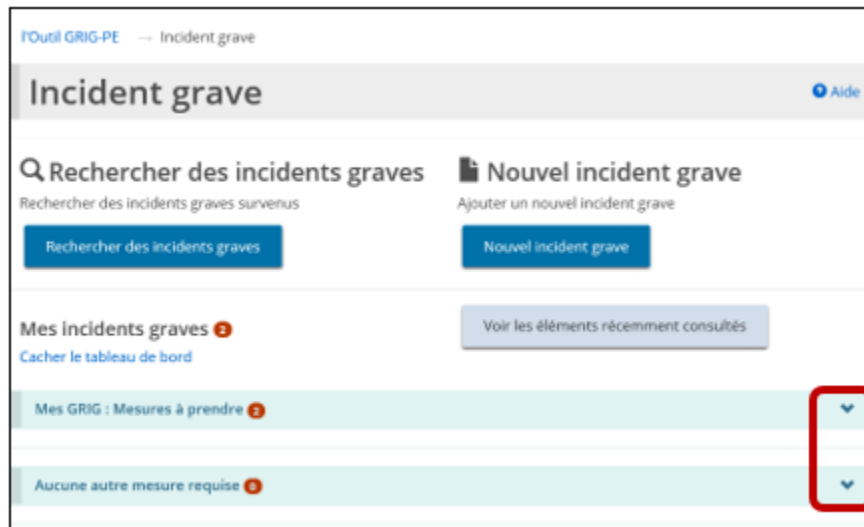 l'Outil GRIG-PE → Incident grave
Incident grave
Aide
Rechercher des incidents graves
Rechercher des incidents graves survenus
Rechercher des incidents graves
Nouvel incident grave
Ajouter un nouvel incident grave
Nouvel incident grave
Mes incidents graves 2
Cacher le tableau de bord
Voir les éléments récemment consultés
Mes GRIG : Mesures à prendre 2
Aucune autre mesure requise 0